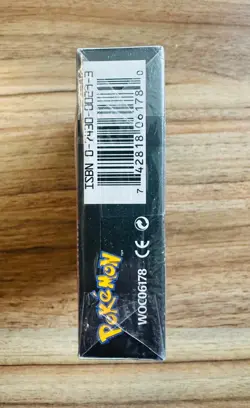 ISBN 0-7430-0024-3
7 42818 06178 0
POKéMON
WOC06178 CE